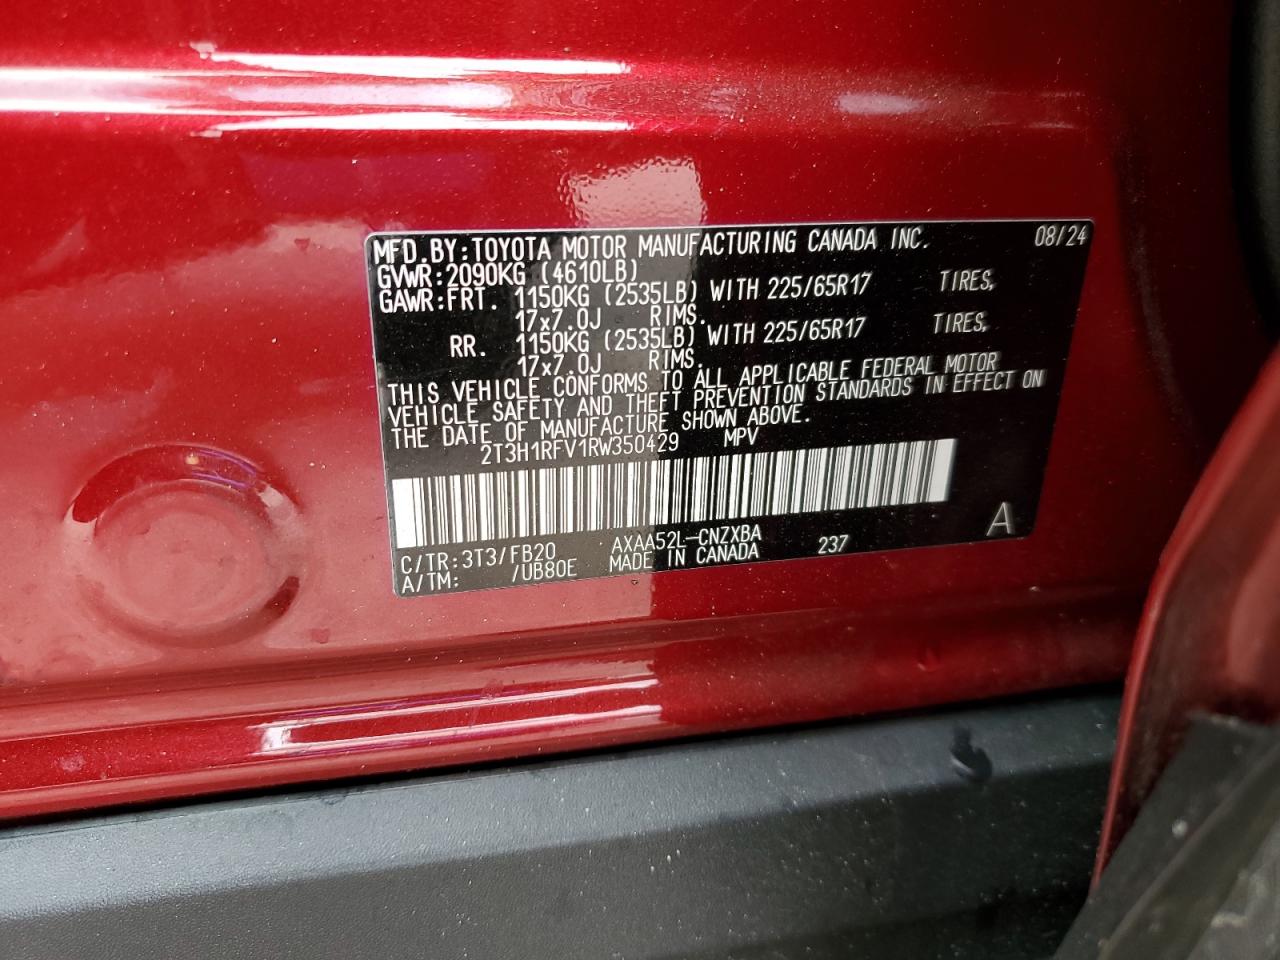 MFD.BY:TOYOTA MOTOR MANUFACTURING CANADA INC. 08/24
GVWR:2090KG (4610LB)
GAWR:FRT. 1150KG (2535LB) WITH 225/65R17 TIRES,
17x7.0J RIMS.
RR. 1150KG (2535LB) WITH 225/65R17 TIRES,
17x7.0J RIMS.
THIS VEHICLE CONFORMS TO ALL APPLICABLE FEDERAL MOTOR
VEHICLE SAFETY AND THEFT PREVENTION STANDARDS IN EFFECT ON
THE DATE OF MANUFACTURE SHOWN ABOVE.
2T3H1RFV1RW350429 MPV
A
C/TR:3T3/FB20 AXAA52L-CNZXBA 237
A/TM: /UB80E MADE IN CANADA